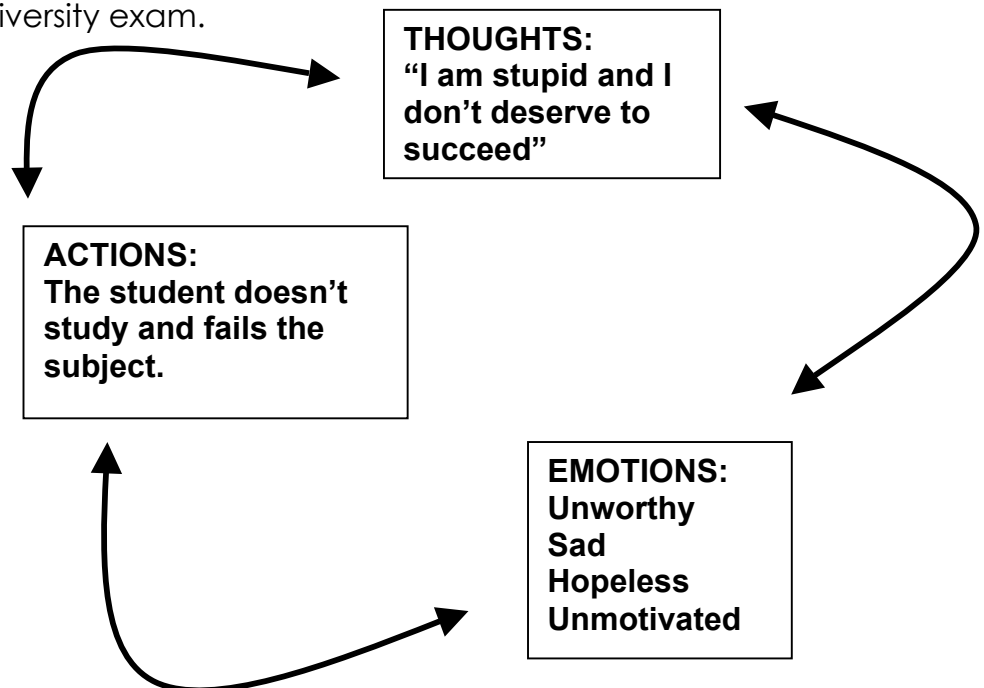 iversity exam.
THOUGHTS:
“I am stupid and I
don’t deserve to
succeed”
ACTIONS:
The student doesn’t
study and fails the
subject.
EMOTIONS:
Unworthy
Sad
Hopeless
Unmotivated